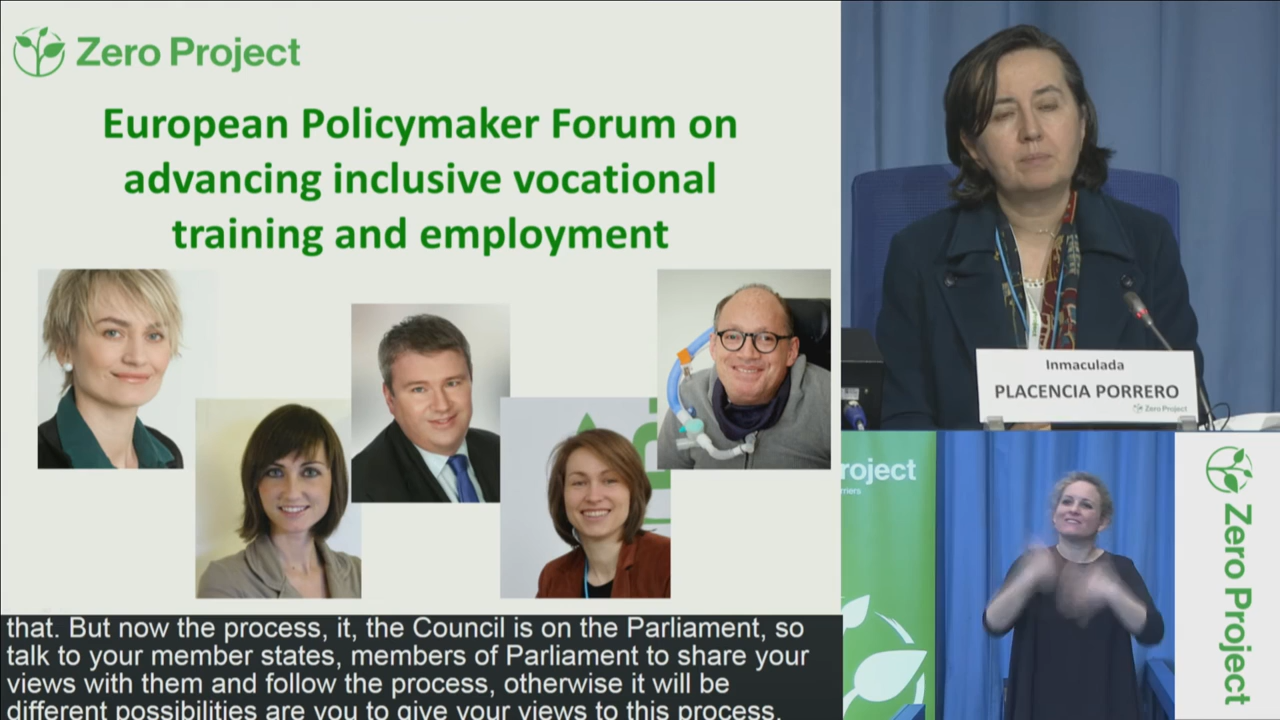 Zero Project
European Policymaker Forum on
advancing inclusive vocational
training and employment
that. But now the process, it, the Council is on the Parliament, so
talk to your member states, members of Parliament to share your
views with them and follow the process, otherwise it will be
different possibilities are you to give your views to this process.
Inmaculada
PLACENCIA PORRERO
Zero Project
roject
rriers
Zero Project